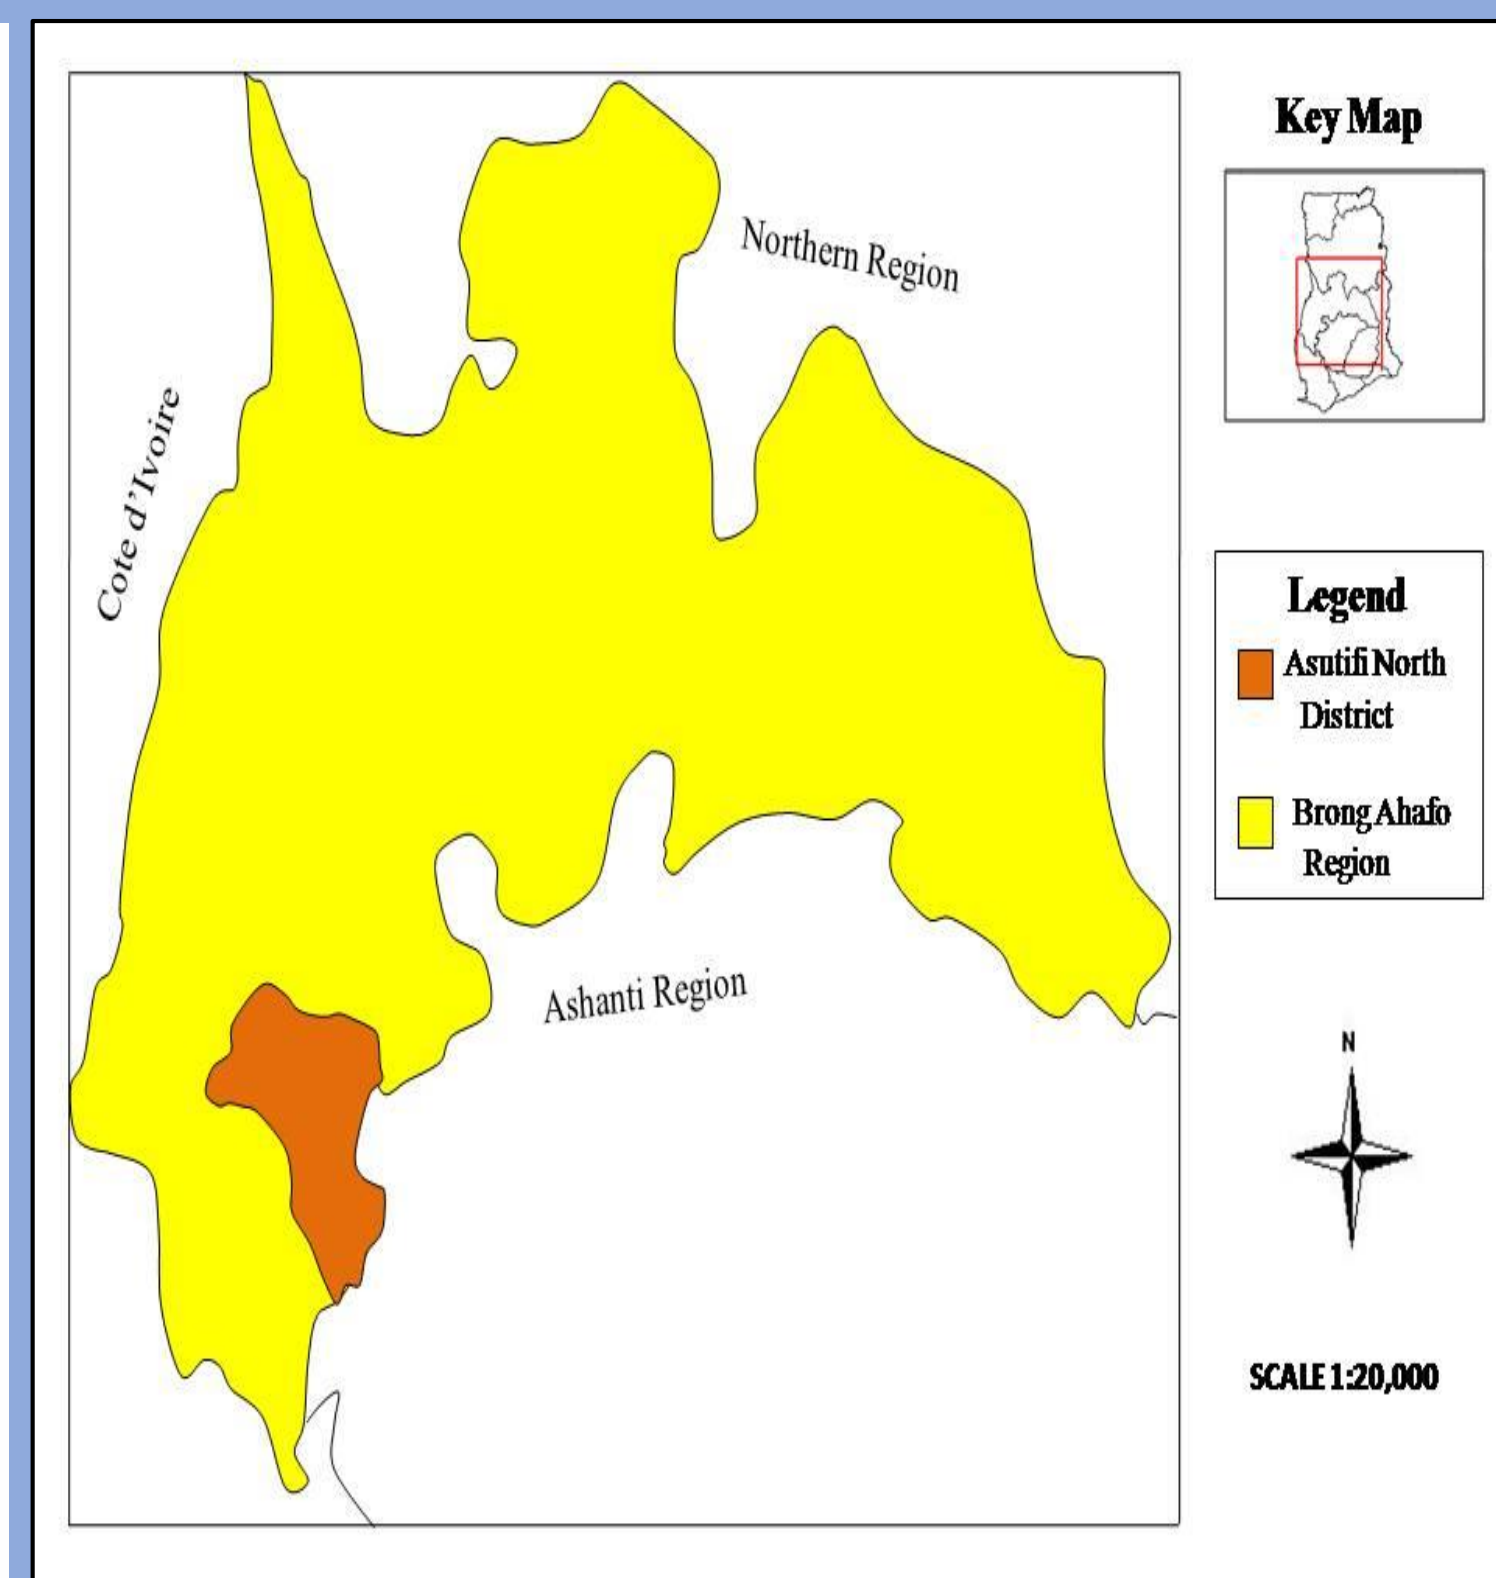 Key Map
Northern Region
Cote d'Ivoire
Legend
Asutifi North
District
Brong Ahafo
Region
Ashanti Region
N
SCALE 1:20,000